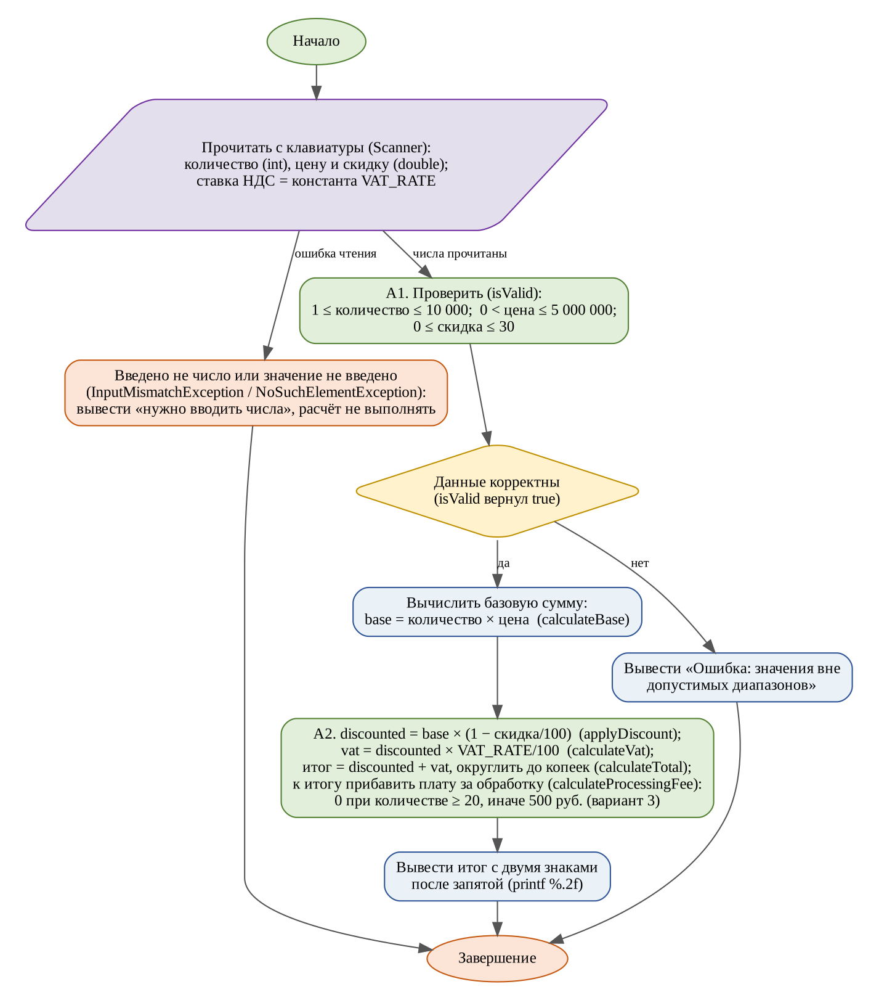 Начало
Прочитать с клавиатуры (Scanner):
количество (int), цену и скидку (double);
ставка НДС = константа VAT_RATE
ошибка чтения
числа прочитаны
А1. Проверить (isValid):
1 ≤ количество ≤ 10 000;  0 < цена ≤ 5 000 000;
0 ≤ скидка ≤ 30
Введено не число или значение не введено
(InputMismatchException / NoSuchElementException):
вывести «нужно вводить числа», расчёт не выполнять
Данные корректны
(isValid вернул true)
да
нет
Вычислить базовую сумму:
base = количество × цена  (calculateBase)
Вывести «Ошибка: значения вне
допустимых диапазонов»
А2. discounted = base × (1 − скидка/100)  (applyDiscount);
vat = discounted × VAT_RATE/100  (calculateVat);
итог = discounted + vat, округлить до копеек (calculateTotal);
к итогу прибавить плату за обработку (calculateProcessingFee):
0 при количестве ≥ 20, иначе 500 руб. (вариант 3)
Вывести итог с двумя знаками
после запятой (printf %.2f)
Завершение